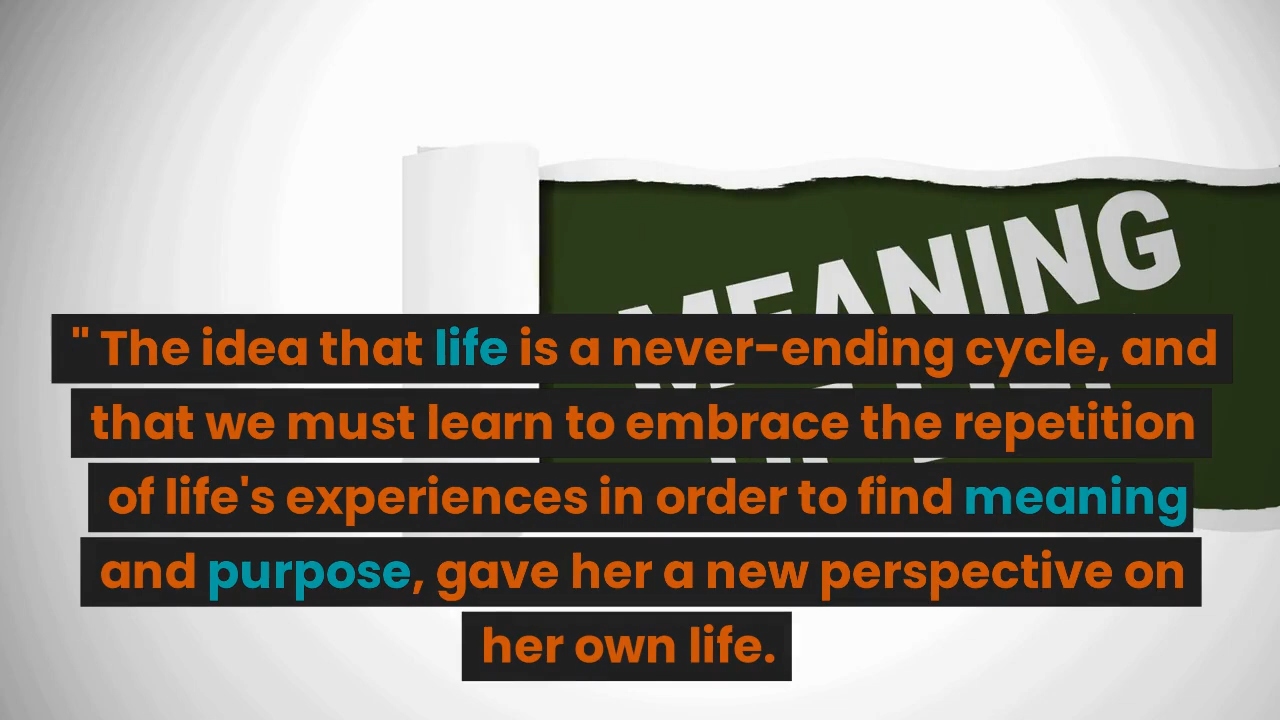 MEANING
" The idea that life is a never-ending cycle, and
that we must learn to embrace the repetition
of life's experiences in order to find meaning
and purpose, gave her a new perspective on
her own life.